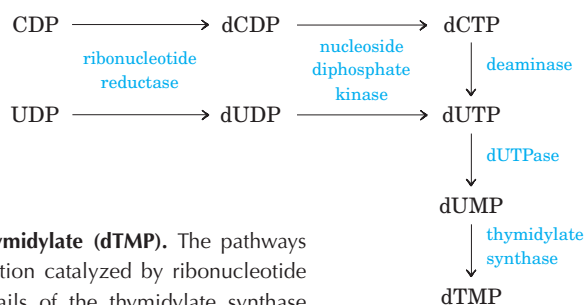 CDP dCDP dCTP
ribonucleotide
reductase
nucleoside
diphosphate
kinase
deaminase
UDP dUDP dUTP
dUTPase
dUMP
thymidylate
synthase
dTMP
ymidylate (dTMP). The pathways
tion catalyzed by ribonucleotide
ails of the thymidylate synthase